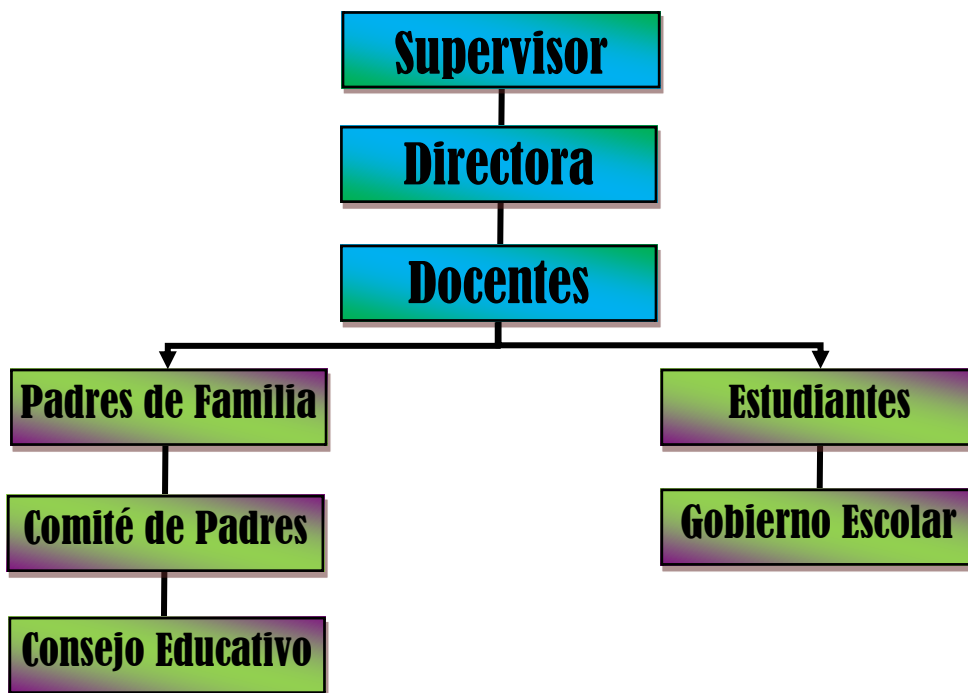 Supervisor
Directora
Docentes
Padres de Familia
Estudiantes
Comité de Padres
Gobierno Escolar
Consejo Educativo